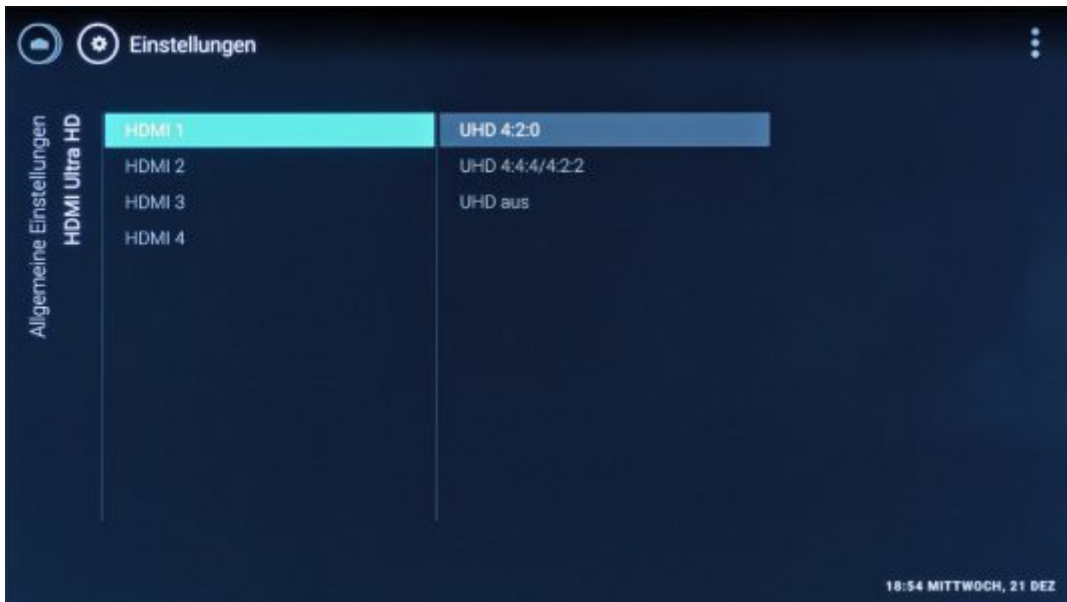 Einstellungen
Allgemeine Einstellungen
HDMI Ultra HD
HDMI 1
HDMI 2
HDMI 3
HDMI 4
UHD 4:2:0
UHD 4:4:4/4:2:2
UHD aus
18:54 MITTWOCH, 21 DEZ